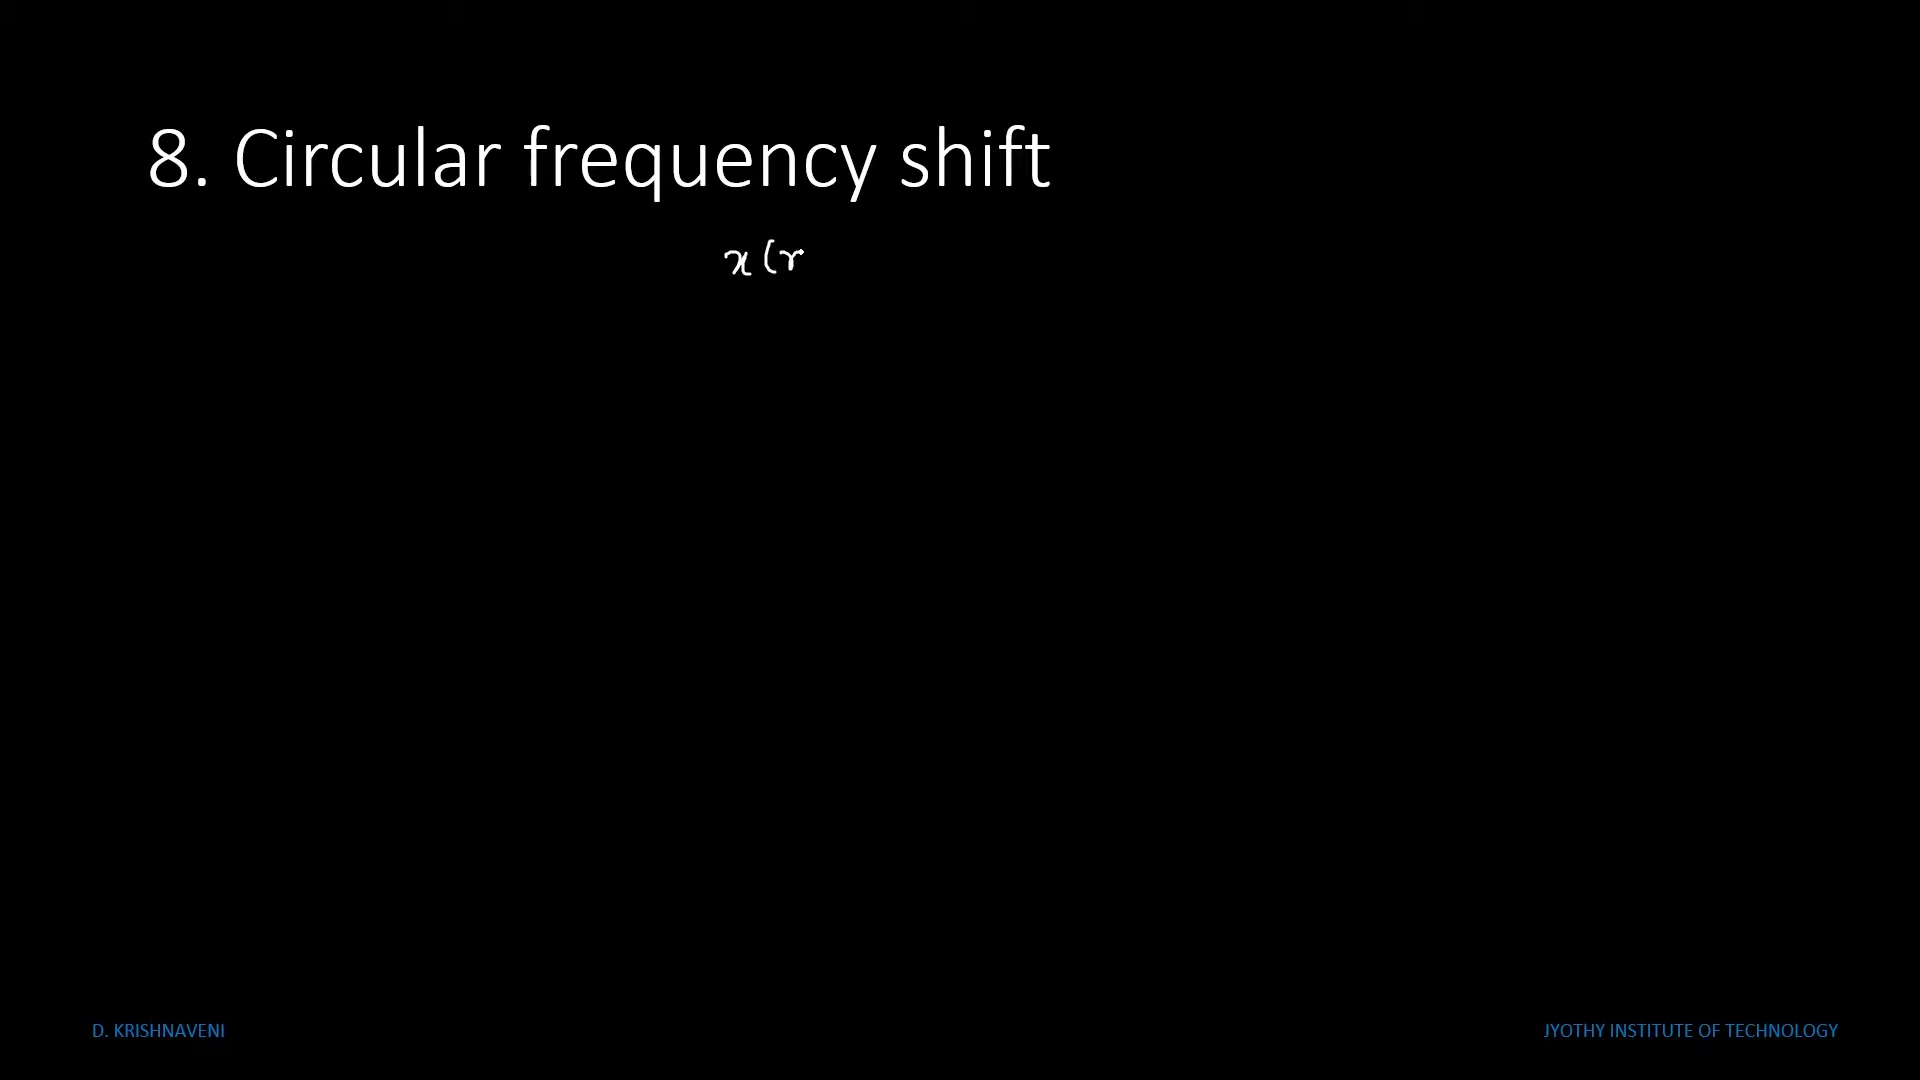 8. Circular frequency shift
x(r
D. KRISHNAVENI
JYOTHY INSTITUTE OF TECHNOLOGY